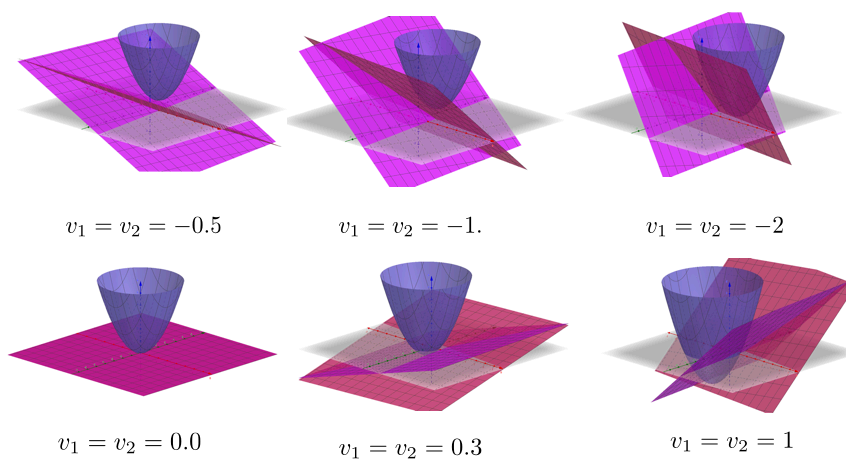 v₁ = v₂ = −0.5
v₁ = v₂ = −1.
v₁ = v₂ = −2
v₁ = v₂ = 0.0
v₁ = v₂ = 0.3
v₁ = v₂ = 1